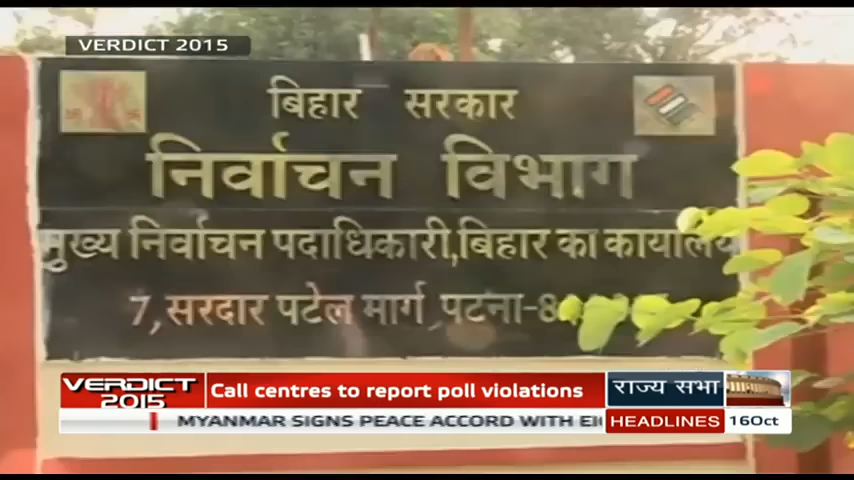 VERDICT 2015
बिहार सरकार
निर्वाचन विभाग
मुख्य निर्वाचन पदाधिकारी,बिहार का कार्यालय
7,सरदार पटेल मार्ग,पटना-8
VERDICT 2015
Call centres to report poll violations
राज्य सभा
MYANMAR SIGNS PEACE ACCORD WITH
HEADLINES
16Oct